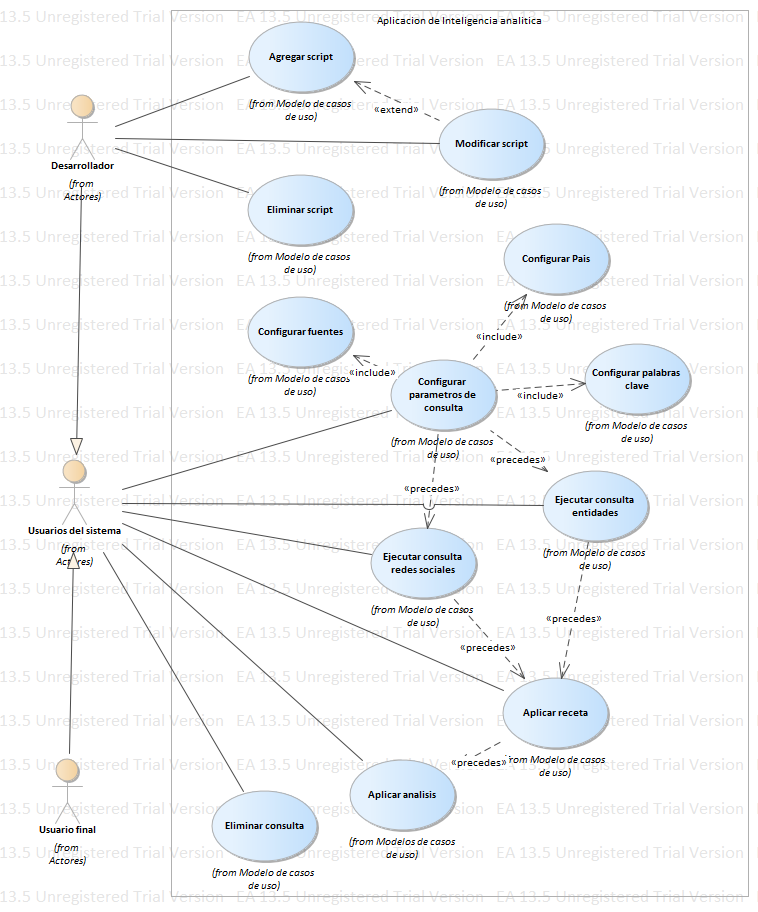 Aplicacion de Inteligencia analitica
Agregar script
(from Modelo de casos
de uso)
«extend»
Modificar script
(from Modelo de casos
de uso)
Desarrollador
(from
Actores)
Eliminar script
(from Modelo de casos
de uso)
Configurar Pais
(from Modelo de casos
de uso)
Configurar fuentes
(from Modelo de casos
de uso)
«include»
«include»
Configurar
parametros de
consulta
(from Modelo de casos
de uso)
«include»
Configurar palabras
clave
(from Modelo de casos
de uso)
«precedes»
«precedes»
Ejecutar consulta
entidades
(from Modelo de casos
de uso)
Usuarios del sistema
(from
Actores)
Ejecutar consulta
redes sociales
(from Modelo de casos
de uso)
«precedes»
«precedes»
Aplicar receta
(from Modelo de casos
de uso)
«precedes»
Aplicar analisis
(from Modelos de casos
de uso)
Eliminar consulta
(from Modelo de casos
de uso)
Usuario final
(from
Actores)
EA 13.5 Unregistered Trial Version